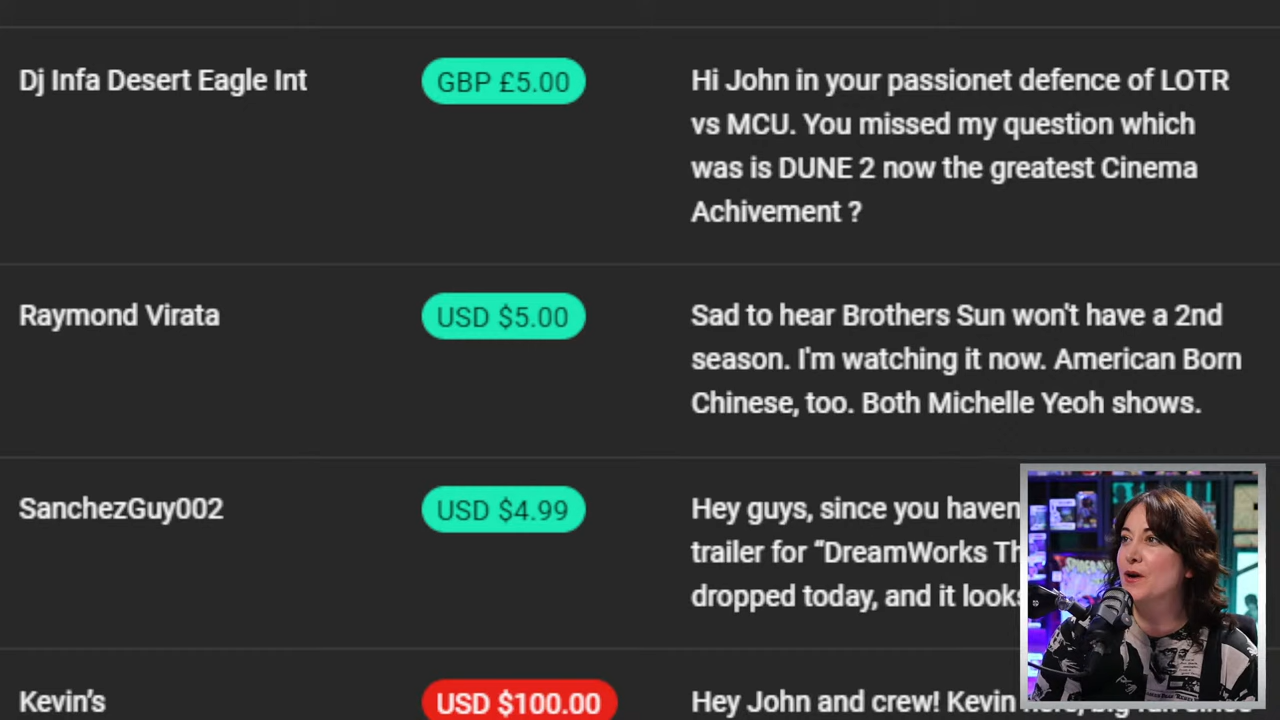 Dj Infa Desert Eagle Int
GBP £5.00
Hi John in your passionet defence of LOTR
vs MCU. You missed my question which
was is DUNE 2 now the greatest Cinema
Achivement ?
Raymond Virata
USD $5.00
Sad to hear Brothers Sun won't have a 2nd
season. I'm watching it now. American Born
Chinese, too. Both Michelle Yeoh shows.
SanchezGuy002
USD $4.99
Hey guys, since you haven
trailer for “DreamWorks Th
dropped today, and it looks
Kevin’s
USD $100.00
Hey John and crew! Kevin